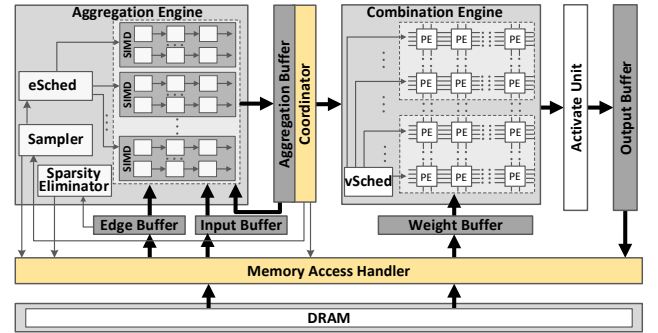 Aggregation Engine
SIMD
SIMD
SIMD
eSched
Sampler
Sparsity
Eliminator
Edge Buffer
Input Buffer
Aggregation Buffer
Coordinator
Combination Engine
PE PE PE
PE PE PE
PE PE PE
PE PE PE
vSched
Weight Buffer
Activate Unit
Output Buffer
Memory Access Handler
DRAM